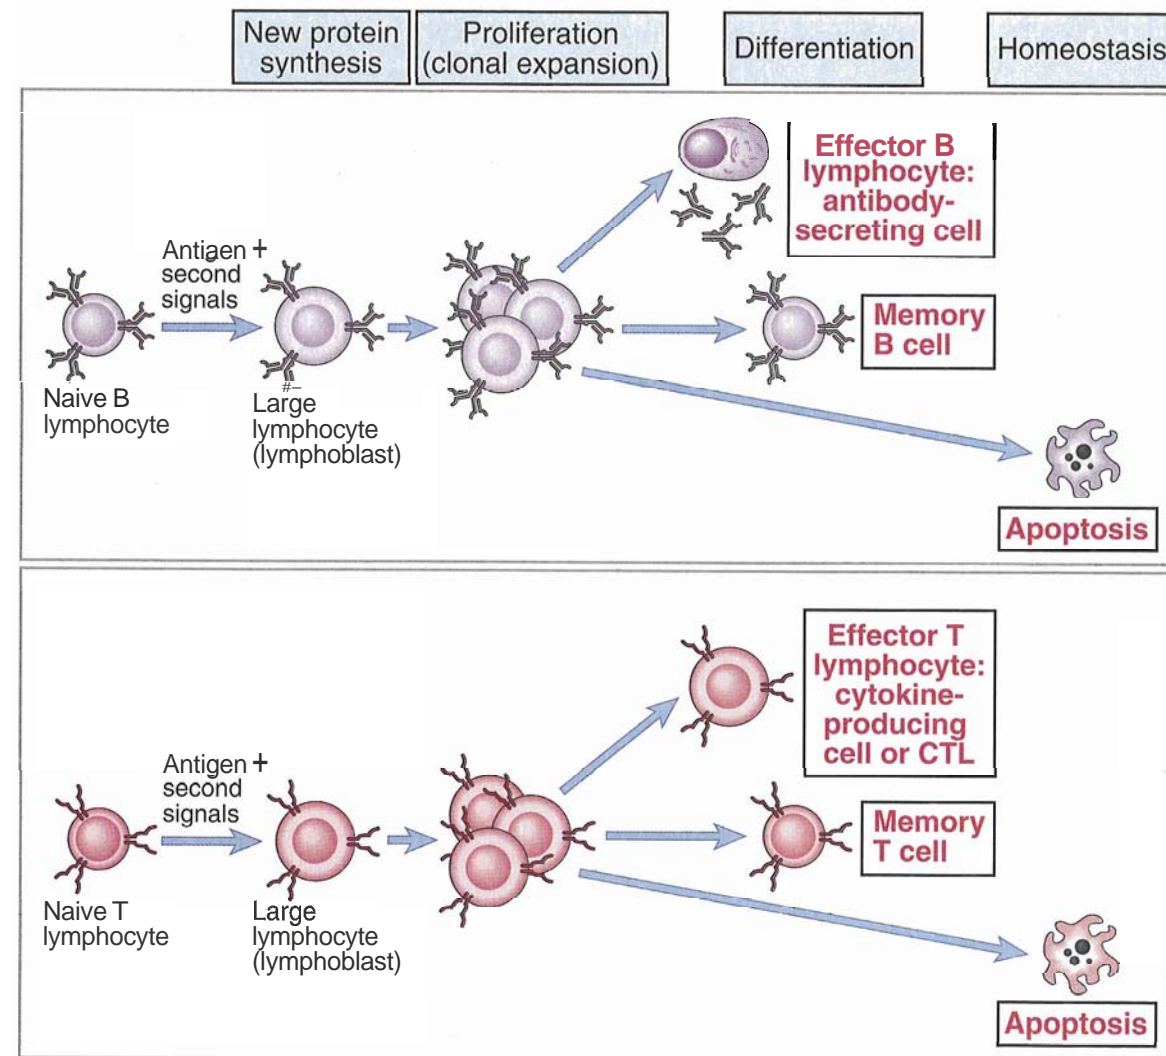 New protein
synthesis
Proliferation
(clonal expansion)
Differentiation
Homeostasis
Effector B
lymphocyte:
antibody-
secreting cell
Antigen +
second
signals
Memory
B cell
#–
Naive B
lymphocyte
Large
lymphocyte
(lymphoblast)
Apoptosis
Effector T
lymphocyte:
cytokine-
producing
cell or CTL
Antigen +
second
signals
Memory
T cell
Naive T
lymphocyte
Large
lymphocyte
(lymphoblast)
Apoptosis